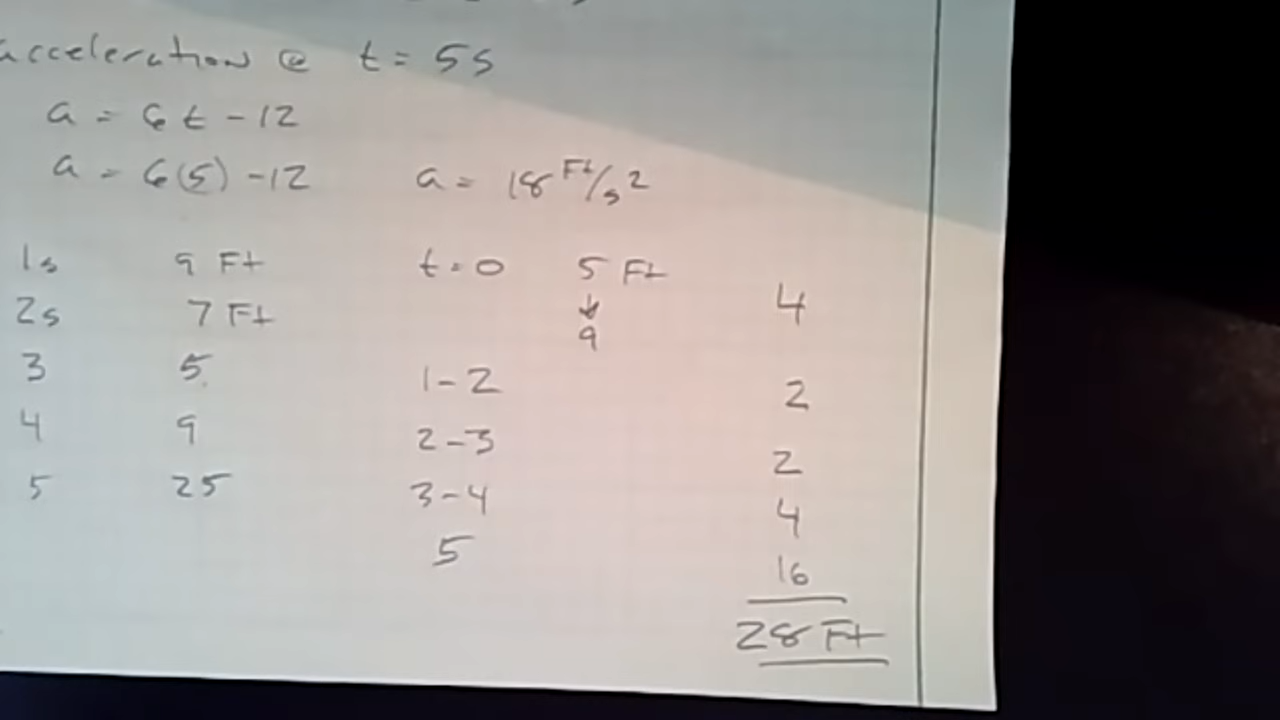 acceleration @ t = 5s
a = 6t - 12
a = 6(5) - 12 a = 18 Ft/s2
1s 9 Ft t = 0 5 Ft 4
2s 7 Ft ↓
9
3 5 1-2 2
4 9 2-3 2
5 25 3-4 4
5 16
28 Ft